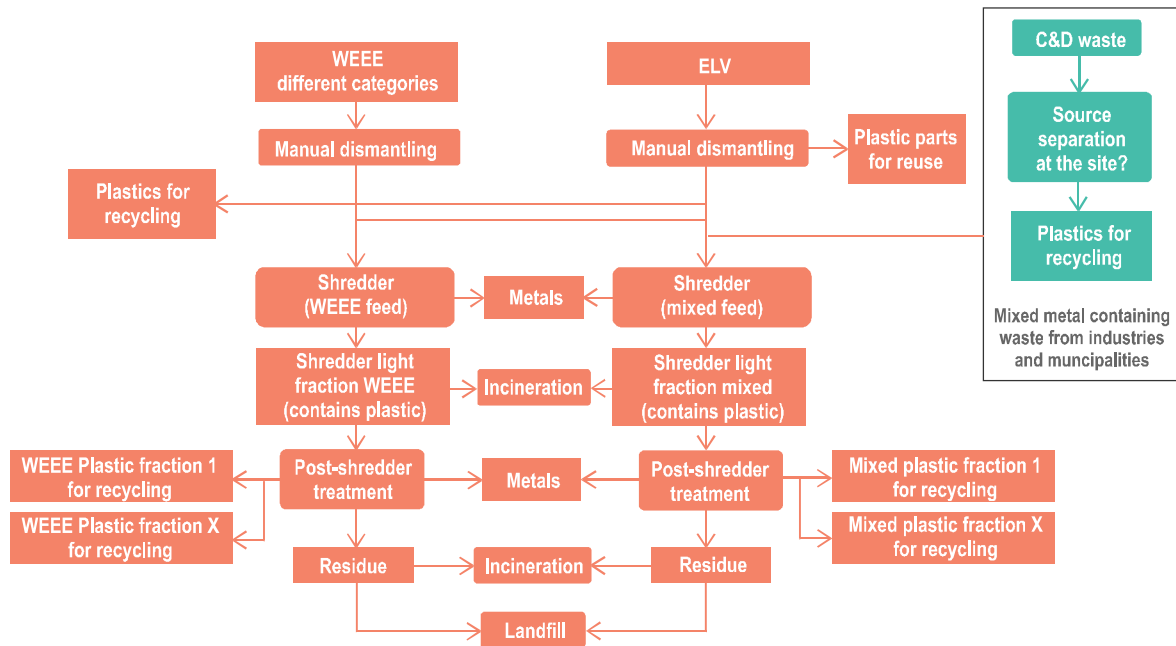 WEEE
different categories
ELV
C&D waste
Manual dismantling
Manual dismantling
Plastic parts
for reuse
Source
separation
at the site?
Plastics for
recycling
Plastics for
recycling
Shredder
(WEEE feed)
Metals
Shredder
(mixed feed)
Mixed metal containing
waste from industries
and muncipalities
Shredder light
fraction WEEE
(contains plastic)
Incineration
Shredder light
fraction mixed
(contains plastic)
WEEE Plastic fraction 1
for recycling
Post-shredder
treatment
Metals
Post-shredder
treatment
Mixed plastic fraction 1
for recycling
WEEE Plastic fraction X
for recycling
Mixed plastic fraction X
for recycling
Residue
Incineration
Residue
Landfill